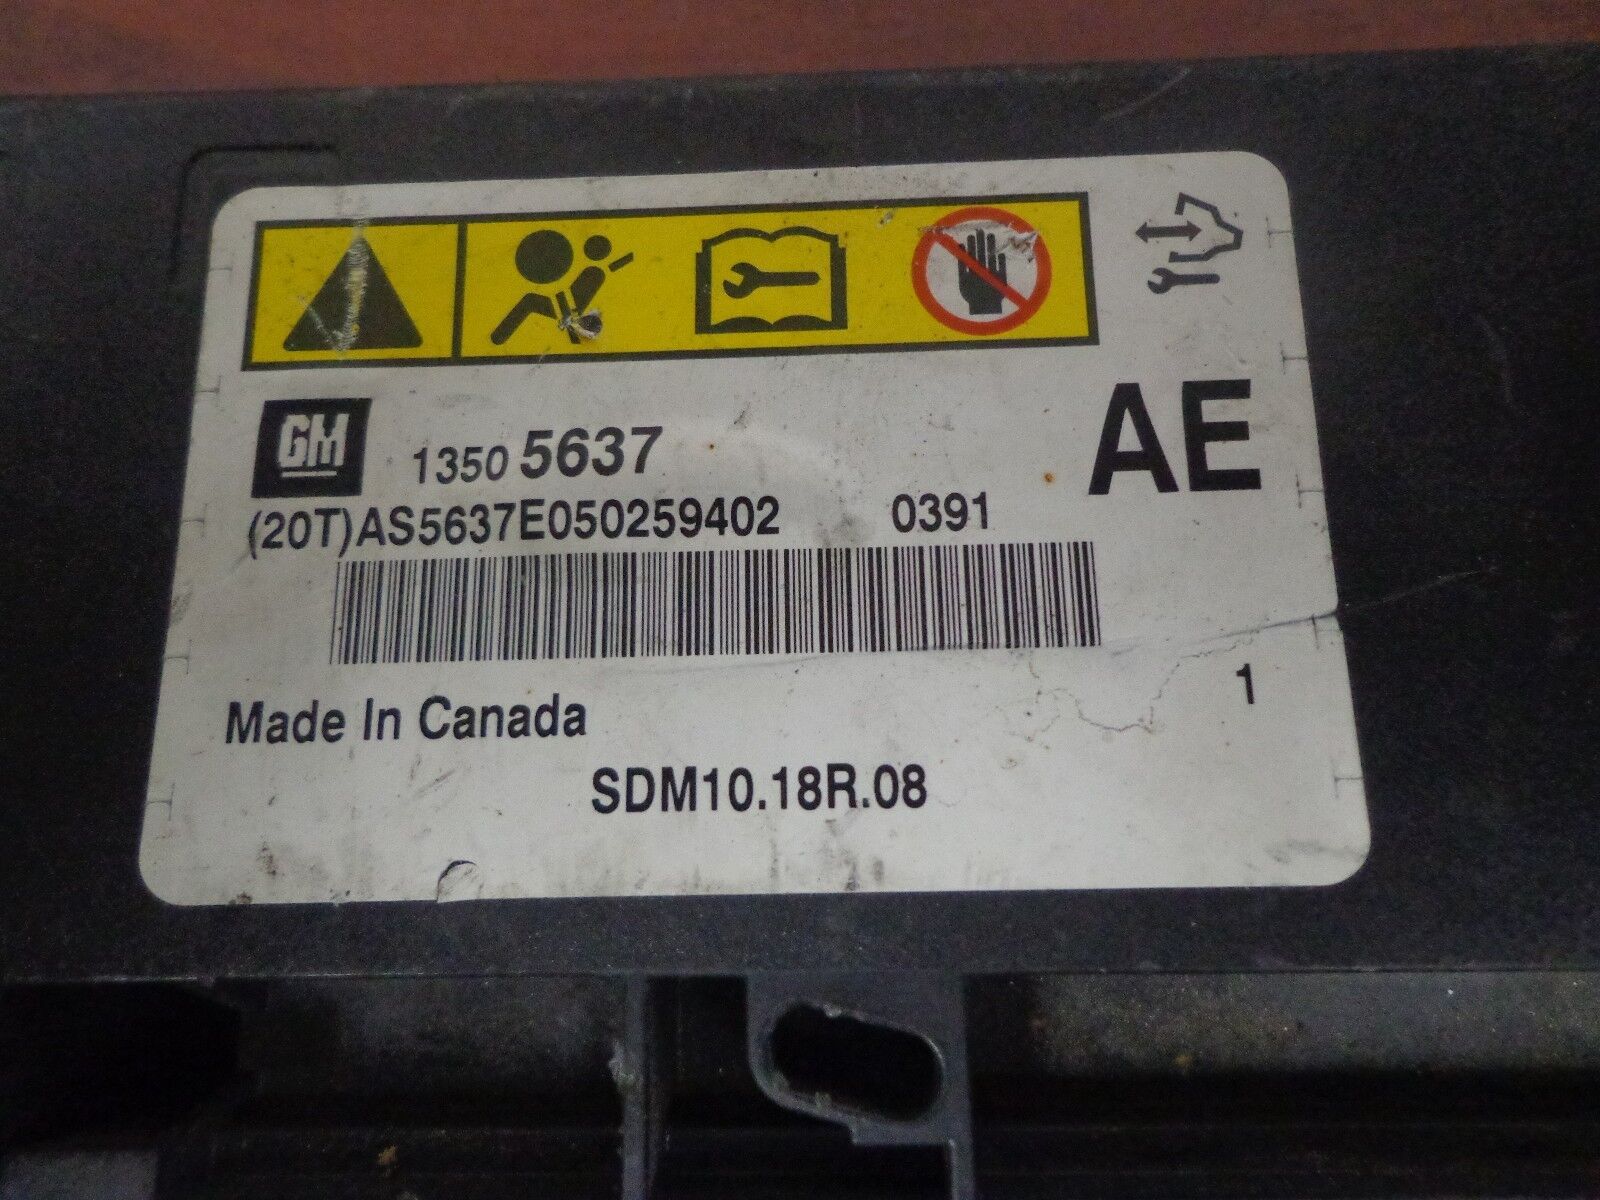 GM
1350 5637
AE
(20T)AS5637E050259402 0391
Made In Canada
1
SDM10.18R.08